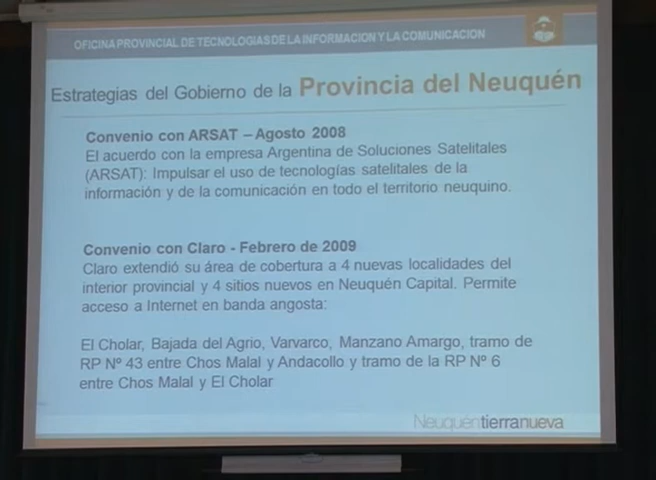 OFICINA PROVINCIAL DE TECNOLOGIAS DE LA INFORMACION Y LA COMUNICACION
Estrategias del Gobierno de la Provincia del Neuquén
Convenio con ARSAT – Agosto 2008
El acuerdo con la empresa Argentina de Soluciones Satelitales
(ARSAT): Impulsar el uso de tecnologías satelitales de la
información y de la comunicación en todo el territorio neuquino.
Convenio con Claro - Febrero de 2009
Claro extendió su área de cobertura a 4 nuevas localidades del
interior provincial y 4 sitios nuevos en Neuquén Capital. Permite
acceso a Internet en banda angosta:
El Cholar, Bajada del Agrio, Varvarco, Manzano Amargo, tramo de
RP Nº 43 entre Chos Malal y Andacollo y tramo de la RP Nº 6
entre Chos Malal y El Cholar
Neuquéntierranueva